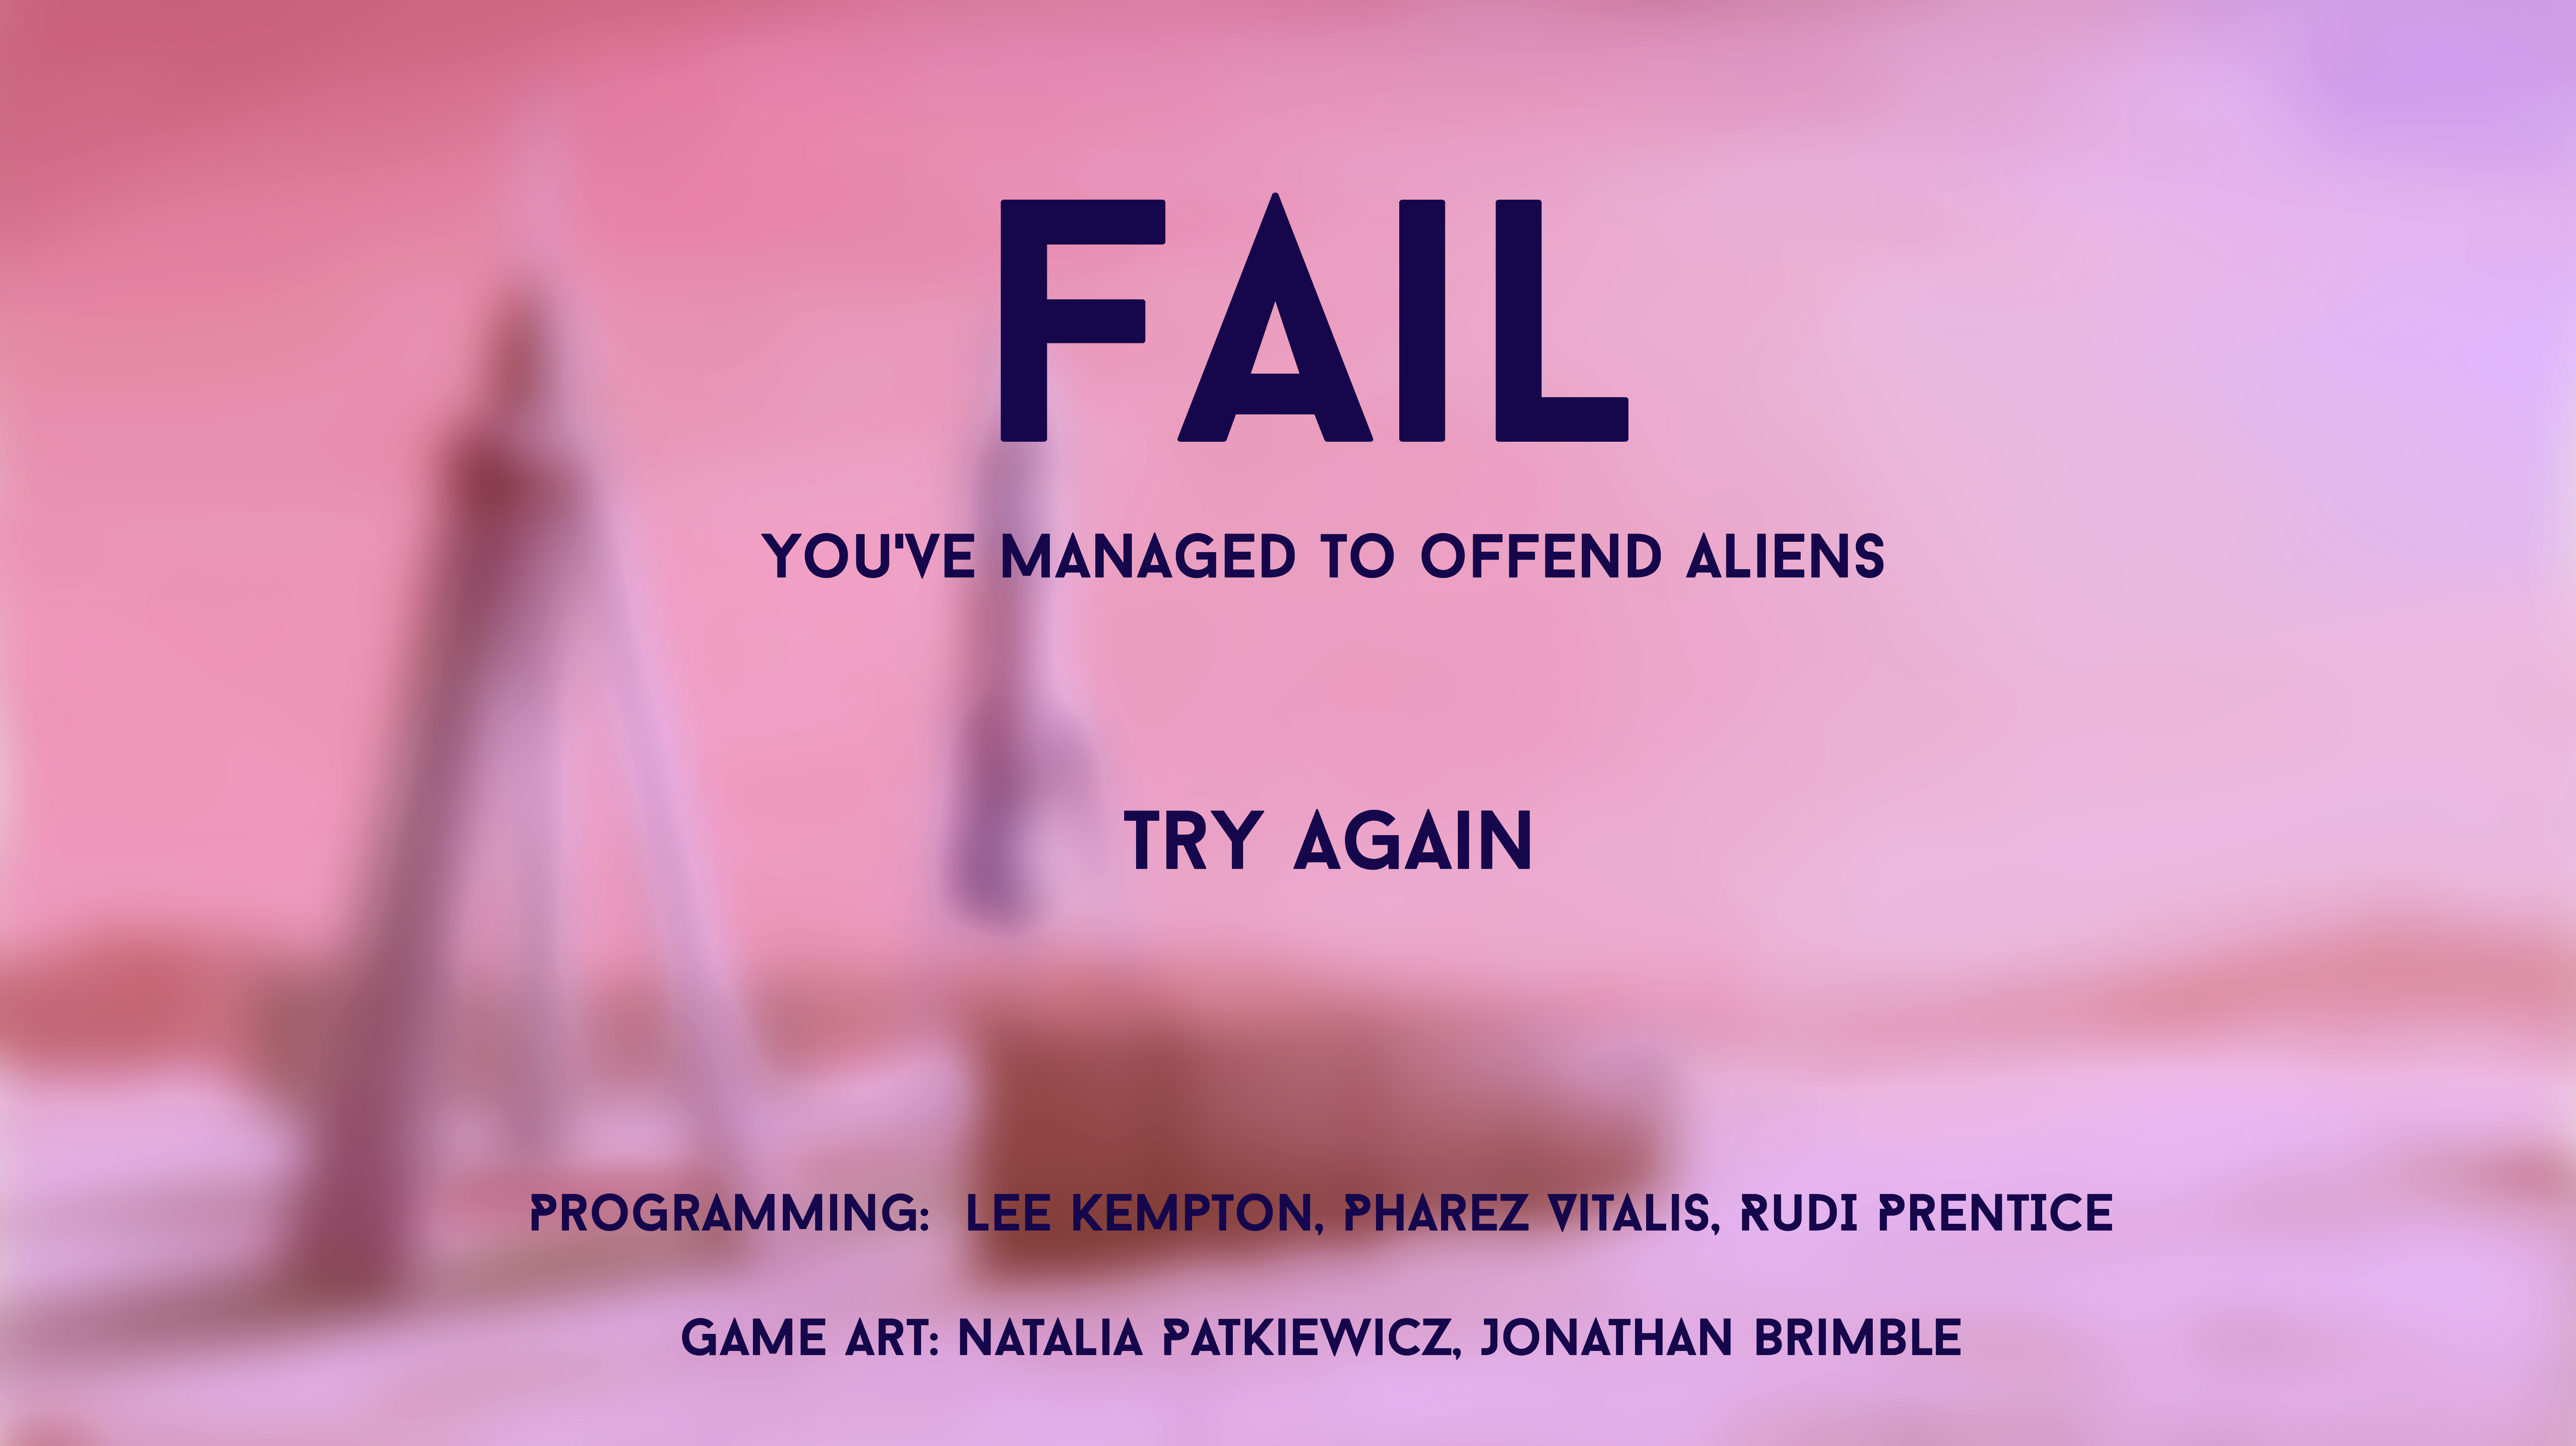 FAIL
YOU'VE MANAGED TO OFFEND ALIENS
TRY AGAIN
PROGRAMMING:  LEE KEMPTON, PHAREZ VITALIS, RUDI PRENTICE
GAME ART: NATALIA PATKIEWICZ, JONATHAN BRIMBLE